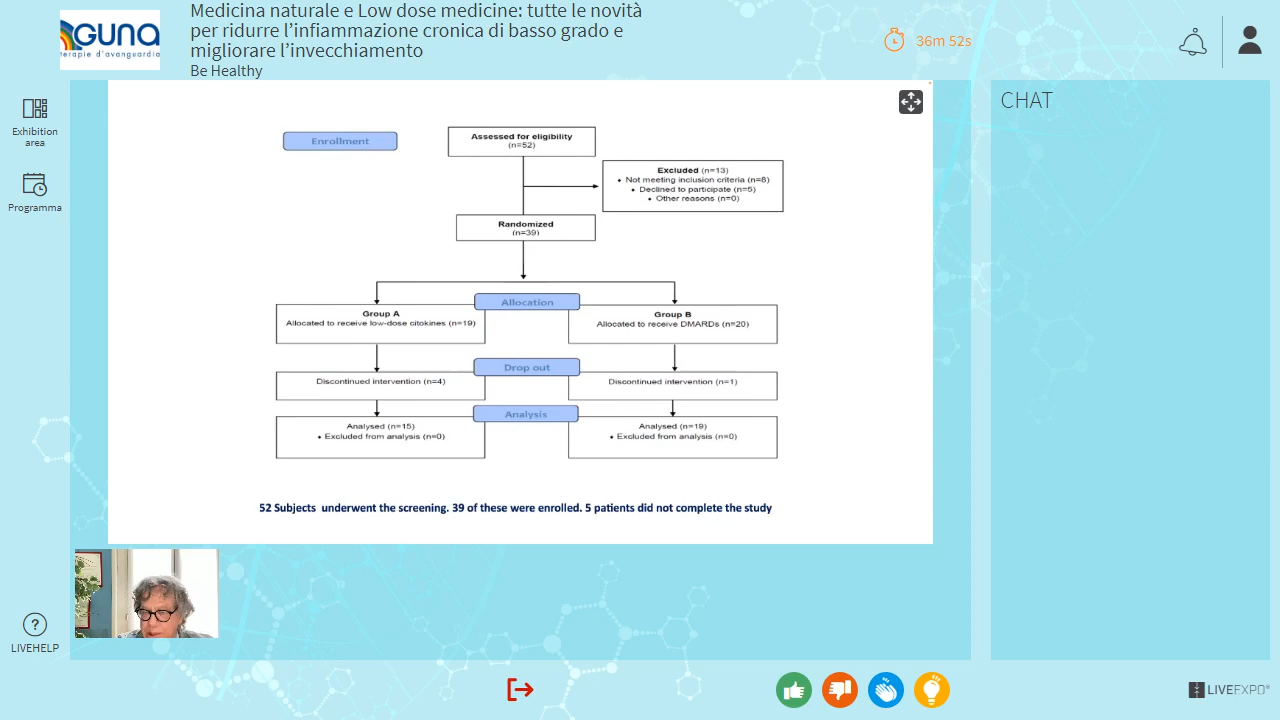 GUNA
terapie d'avanguardia
Medicina naturale e Low dose medicine: tutte le novità
per ridurre l'infiammazione cronica di basso grado e
migliorare l'invecchiamento
Be Healthy
36m 52s
Exhibition
area
Programma
LIVEHELP
CHAT
Enrollment
Assessed for eligibility
(n=52)
Excluded (n=13)
• Not meeting inclusion criteria (n=8)
• Declined to participate (n=5)
• Other reasons (n=0)
Randomized
(n=39)
Allocation
Group A
Allocated to receive low-dose citokines (n=19)
Group B
Allocated to receive DMARDs (n=20)
Drop out
Discontinued intervention (n=4)
Discontinued intervention (n=1)
Analysis
Analysed (n=15)
• Excluded from analysis (n=0)
Analysed (n=19)
• Excluded from analysis (n=0)
52 Subjects underwent the screening. 39 of these were enrolled. 5 patients did not complete the study
LIVEEXPO